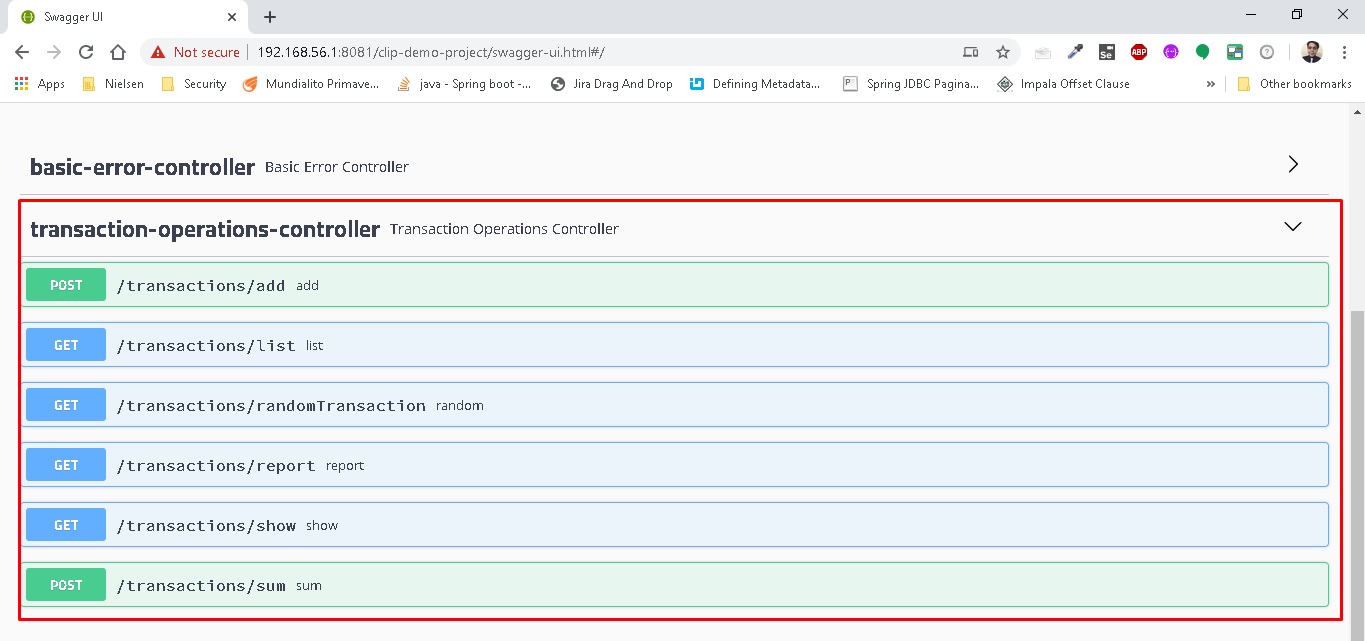 Swagger UI
Not secure 192.168.56.1:8081/clip-demo-project/swagger-ui.html#/
Se ABP
Apps Nielsen Security Mundialito Primave... java - Spring boot -... Jira Drag And Drop Defining Metadata... Spring JDBC Pagina... Impala Offset Clause » Other bookmarks
basic-error-controller Basic Error Controller
transaction-operations-controller Transaction Operations Controller
POST /transactions/add add
GET /transactions/list list
GET /transactions/randomTransaction random
GET /transactions/report report
GET /transactions/show show
POST /transactions/sum sum